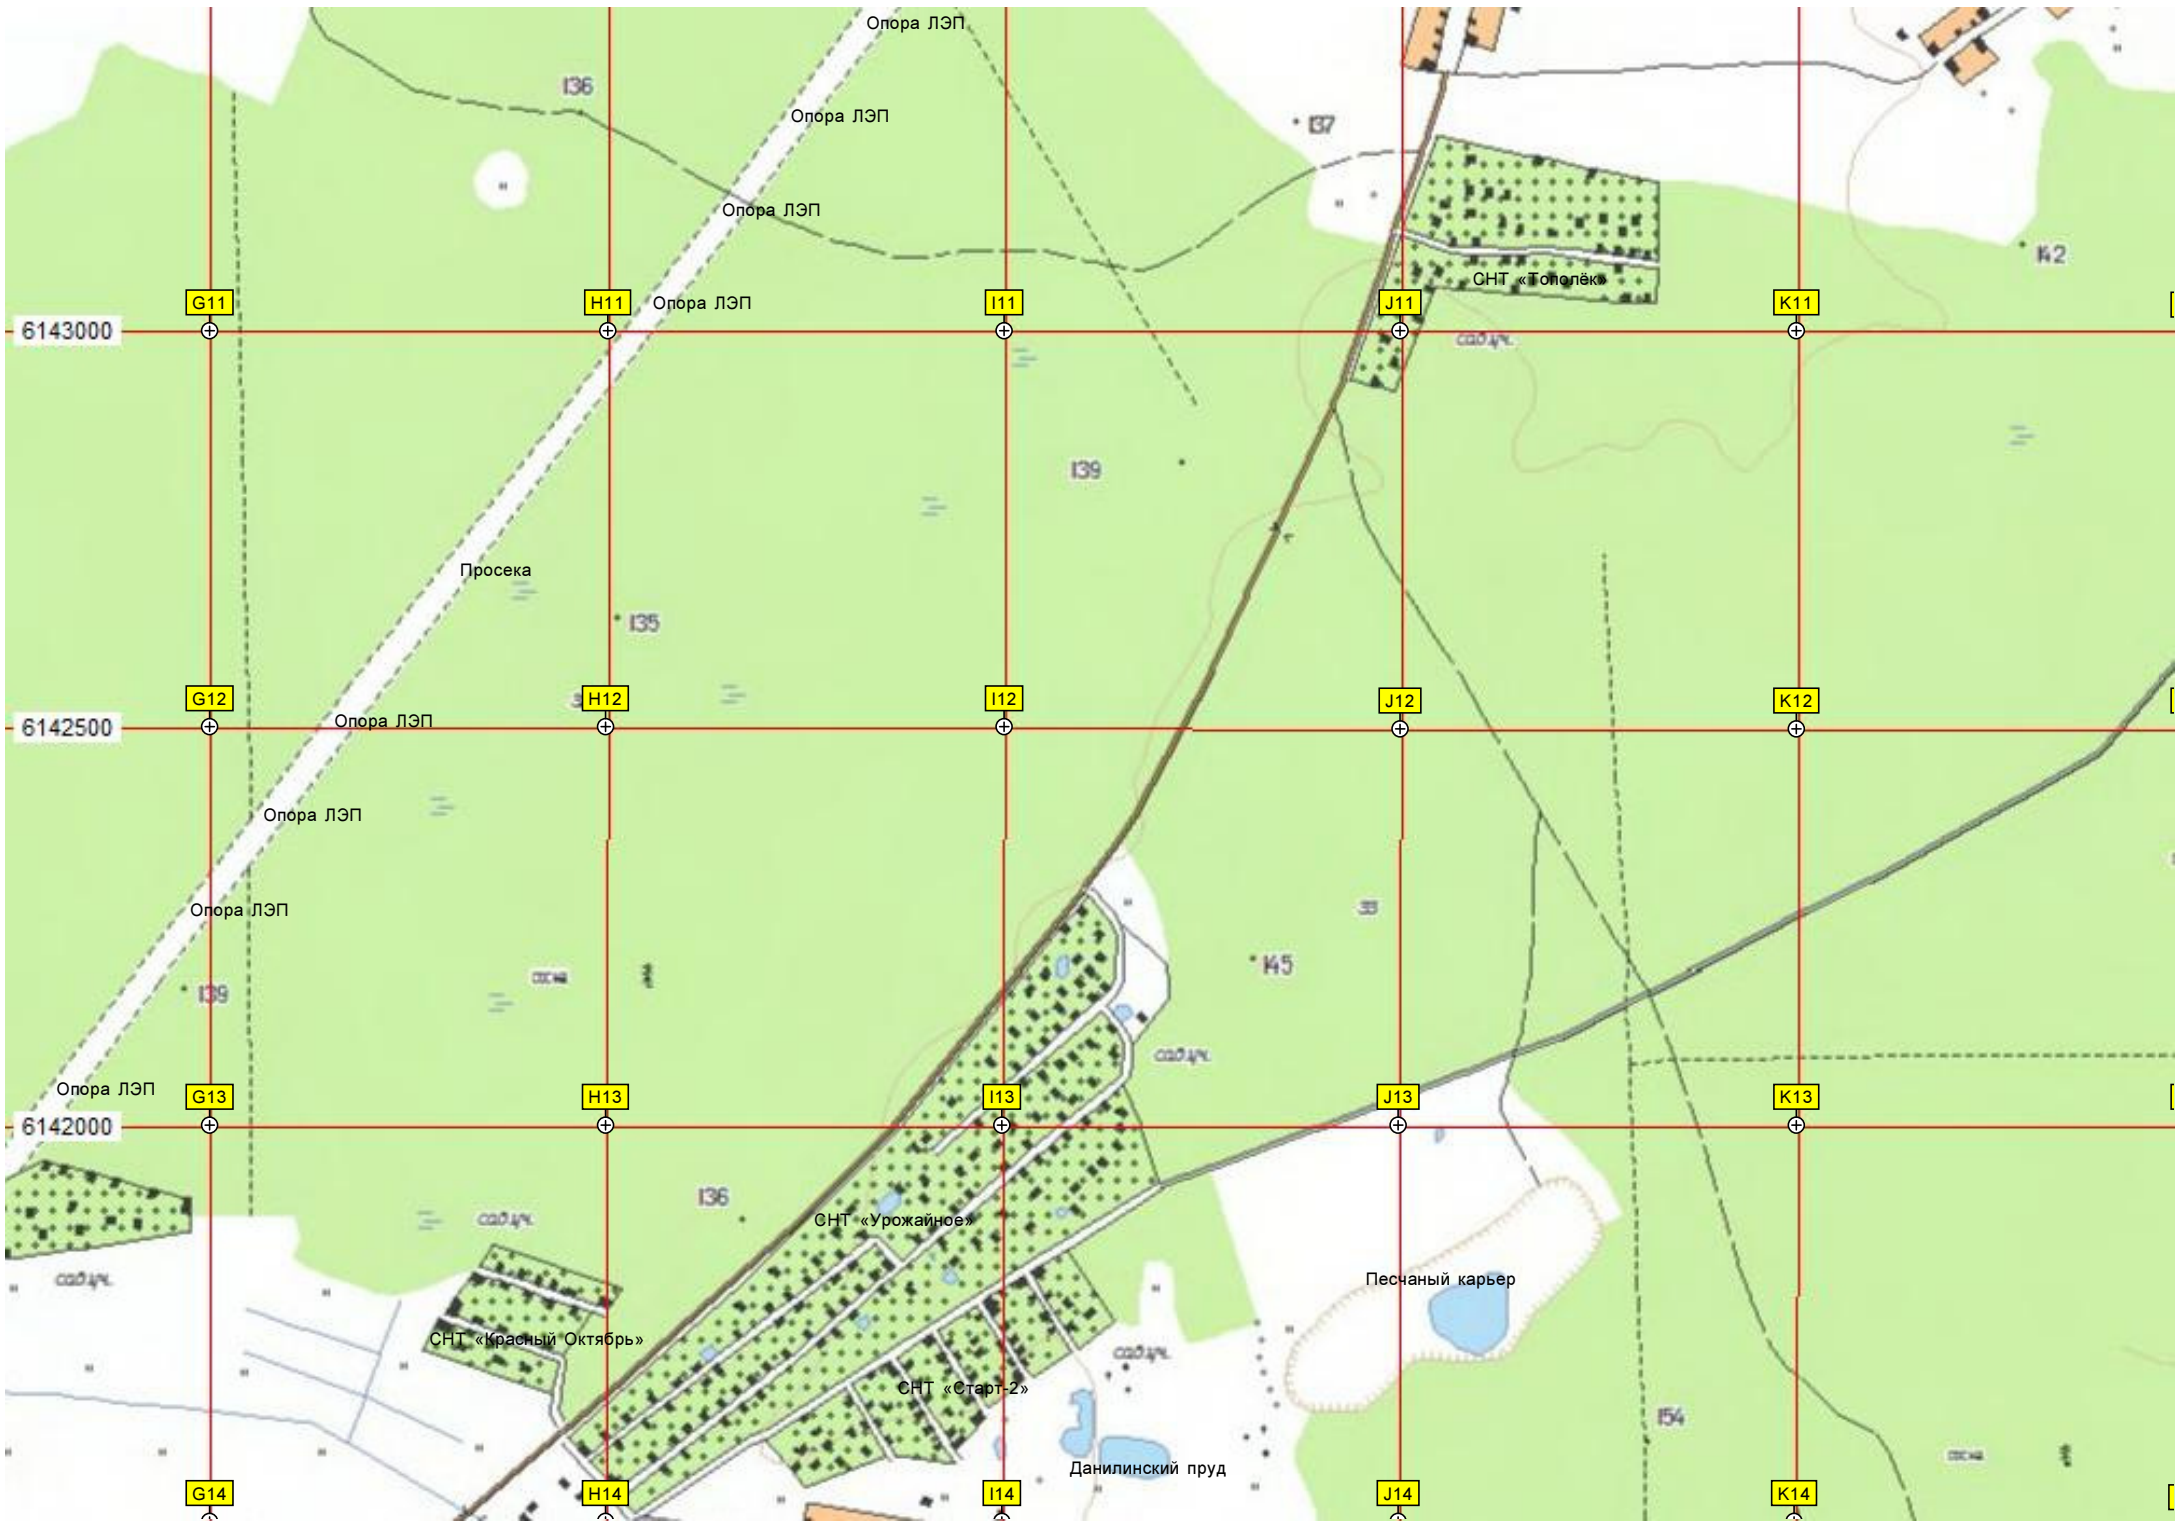 Опора ЛЭП
136
Опора ЛЭП
137
Опора ЛЭП
142
СНТ «Тополёк»
G11
H11
Опора ЛЭП
I11
J11
K11
6143000
сад.уч.
139
Просека
135
G12
H12
I12
J12
K12
Опора ЛЭП
6142500
Опора ЛЭП
Опора ЛЭП
33
145
сосна
139
сад.уч.
Опора ЛЭП
G13
H13
I13
J13
K13
6142000
136
сад.уч.
СНТ «Урожайное»
сад.уч.
Песчаный карьер
СНТ «Красный Октябрь»
сад.уч.
СНТ «Старт-2»
154
сосна
Данилинский пруд
G14
H14
I14
J14
K14